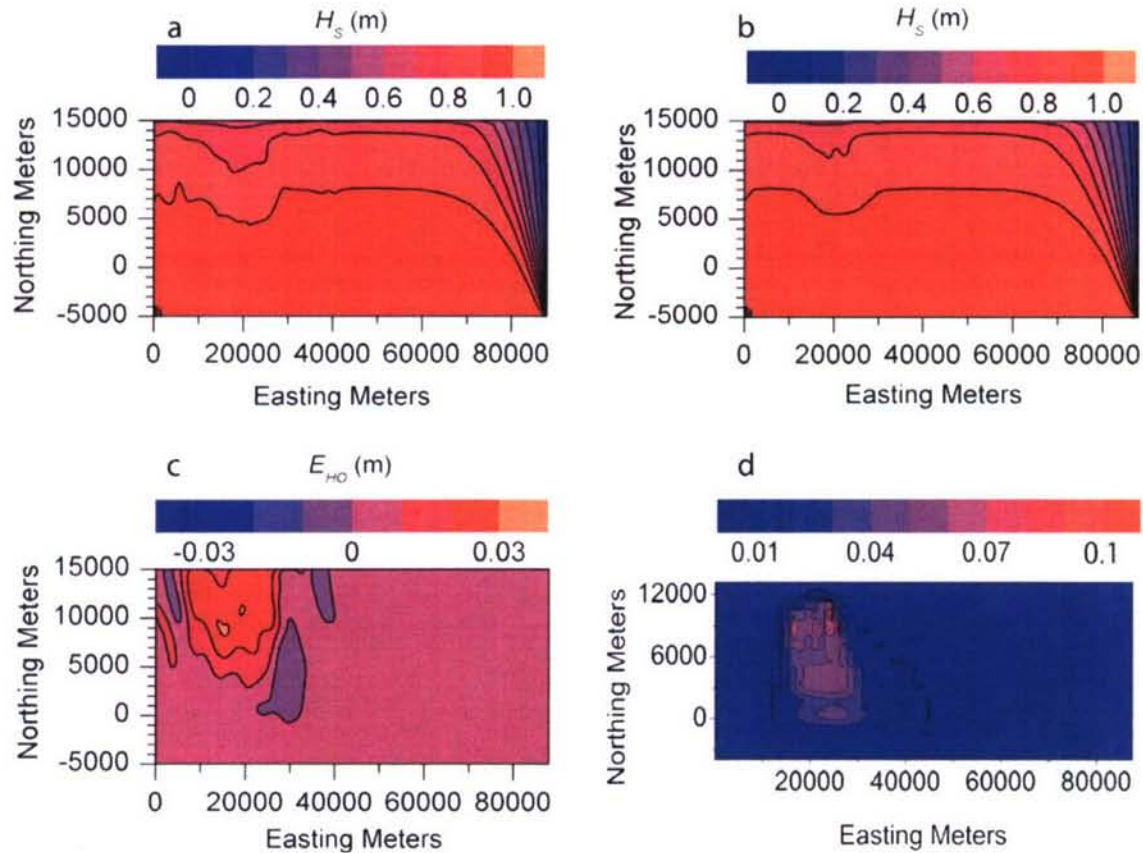 a
H_S (m)
0 0.2 0.4 0.6 0.8 1.0
15000
10000
5000
0
-5000
Northing Meters
0 20000 40000 60000 80000
Easting Meters
b
H_S (m)
0 0.2 0.4 0.6 0.8 1.0
15000
10000
5000
0
-5000
Northing Meters
0 20000 40000 60000 80000
Easting Meters
c
E_HO (m)
-0.03 0 0.03
15000
10000
5000
0
-5000
Northing Meters
0 20000 40000 60000 80000
Easting Meters
d
0.01 0.04 0.07 0.1
12000
6000
0
Northing Meters
20000 40000 60000 80000
Easting Meters